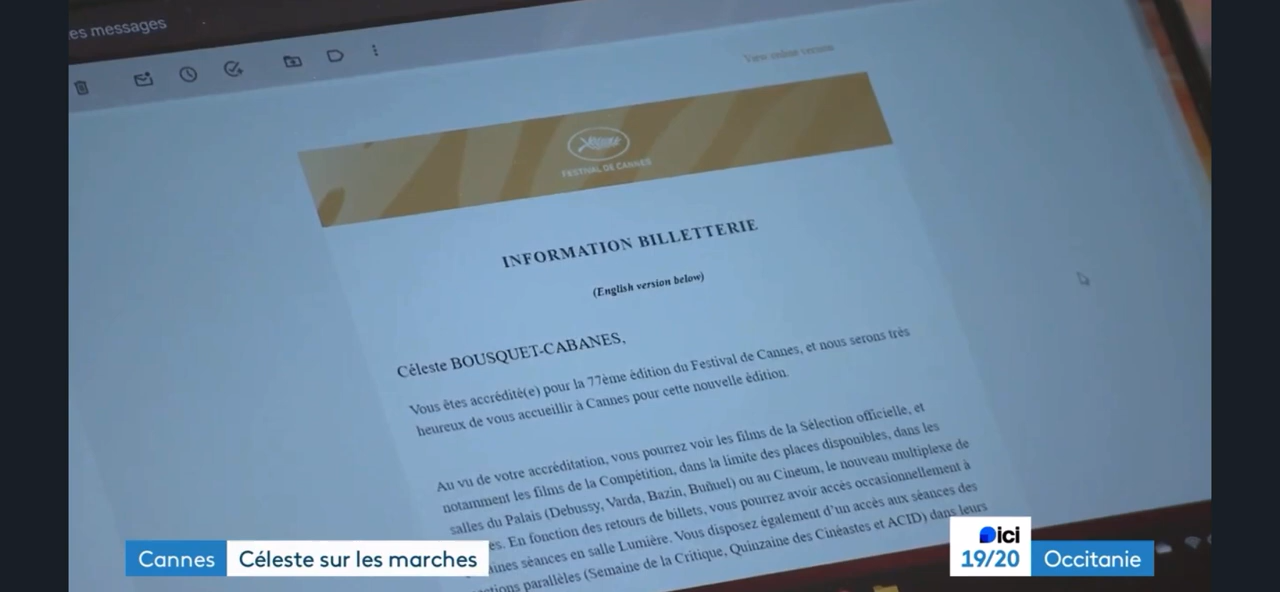 es messages
View online version
FESTIVAL DE CANNES
INFORMATION BILLETTERIE
(English version below)
Céleste BOUSQUET-CABANES,
Vous êtes accrédité(e) pour la 77ème édition du Festival de Cannes, et nous serons très
heureux de vous accueillir à Cannes pour cette nouvelle édition.
Au vu de votre accréditation, vous pourrez voir les films de la Sélection officielle, et
notamment les films de la Compétition, dans la limite des places disponibles, dans les
salles du Palais (Debussy, Varda, Bazin, Buñuel) ou au Cineum, le nouveau multiplexe de
es. En fonction des retours de billets, vous pourrez avoir accès occasionnellement à
aines séances en salle Lumière. Vous disposez également d'un accès aux séances des
ctions parallèles (Semaine de la Critique, Quinzaine des Cinéastes et ACID) dans leurs
Cannes Céleste sur les marches
ici
19/20 Occitanie